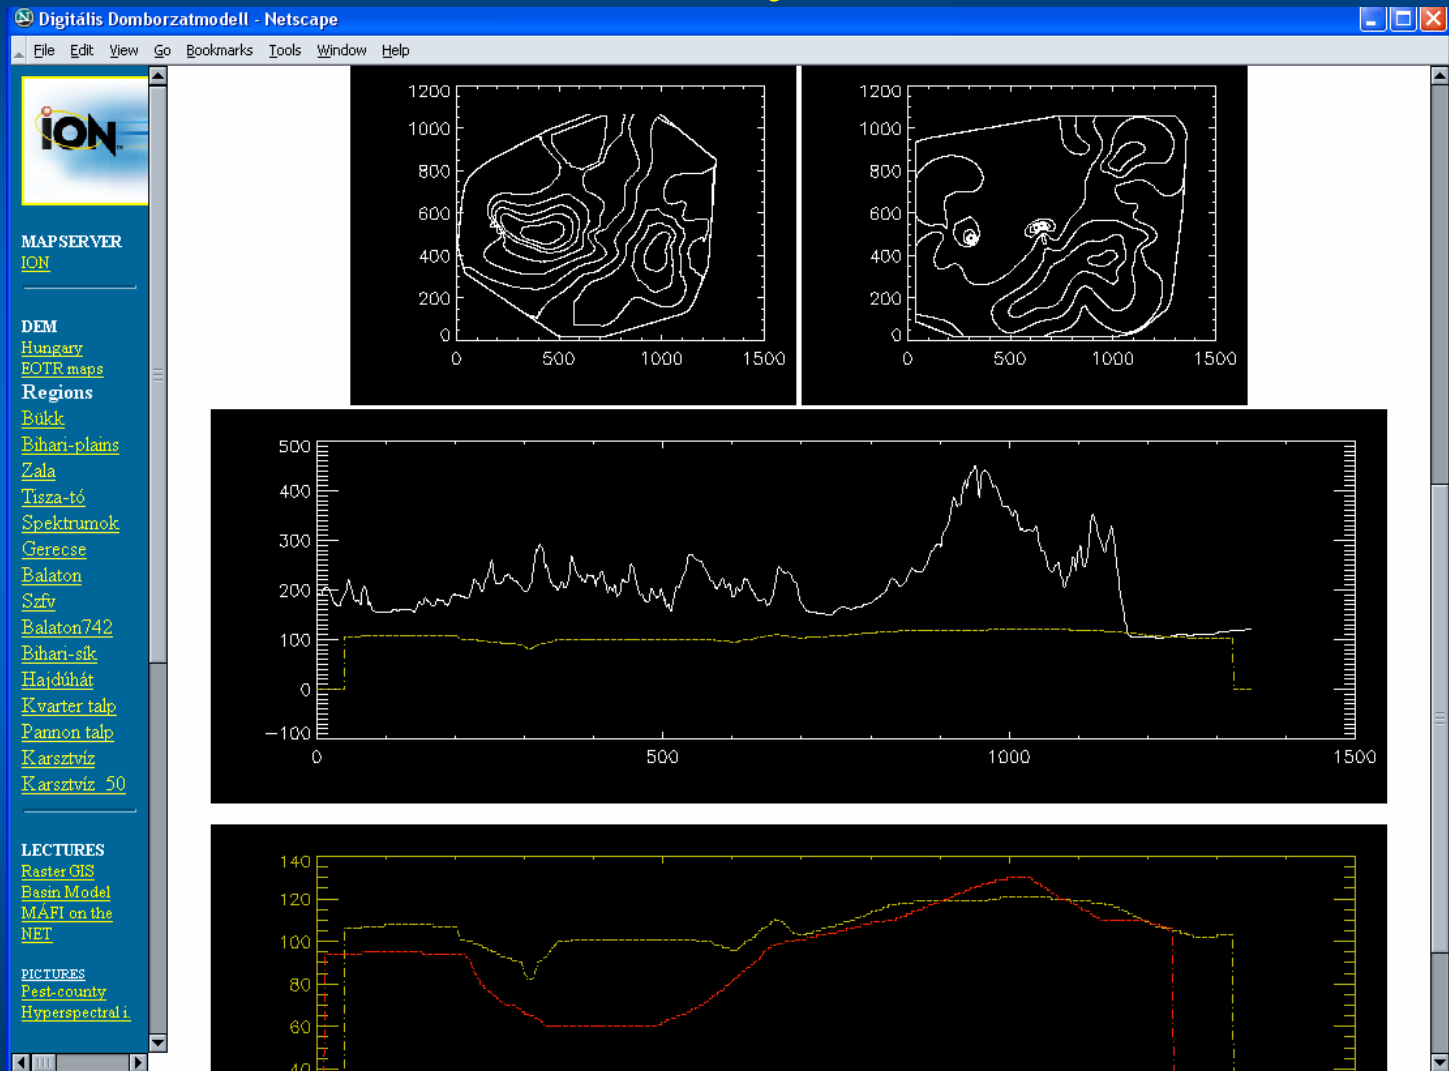 Digitális Domborzatmodell - Netscape
File Edit View Go Bookmarks Tools Window Help
iON
MAPSERVER
ION
DEM
Hungary
EOTR maps
Regions
Bükk
Bihari-plains
Zala
Tisza-tó
Spektrumok
Gerecse
Balaton
Szfv
Balaton742
Bihari-sík
Hajdúhát
Kvarter talp
Pannon talp
Karsztvíz
Karsztvíz_50
LECTURES
Raster GIS
Basin Model
MÁFI on the
NET
PICTURES
Pest-county
Hyperspectral i.
1200
1000
800
600
400
200
0
0 500 1000 1500
1200
1000
800
600
400
200
0
0 500 1000 1500
500
400
300
200
100
0
−100
0 500 1000 1500
140
120
100
80
60
40